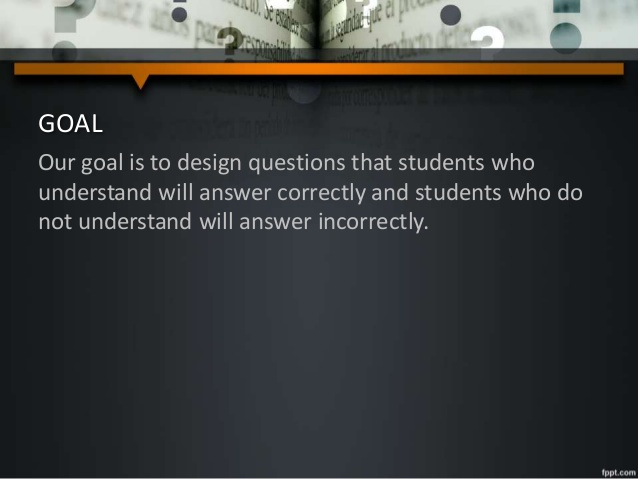 GOAL
Our goal is to design questions that students who
understand will answer correctly and students who do
not understand will answer incorrectly.
fppt.com